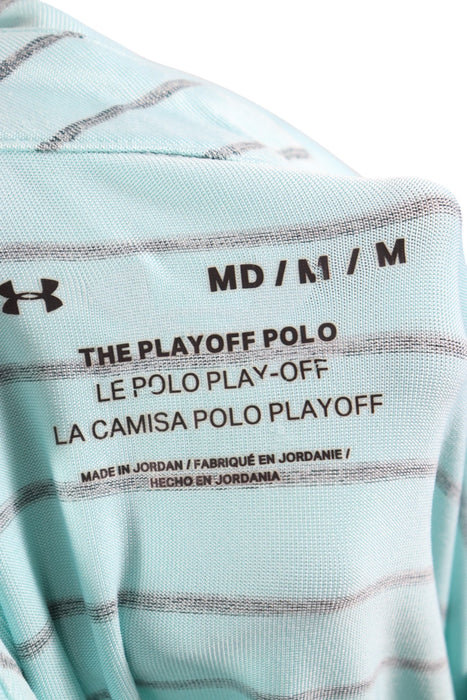 MD / M / M
THE PLAYOFF POLO
LE POLO PLAY-OFF
LA CAMISA POLO PLAYOFF
MADE IN JORDAN / FABRIQUÉ EN JORDANIE /
HECHO EN JORDANIA